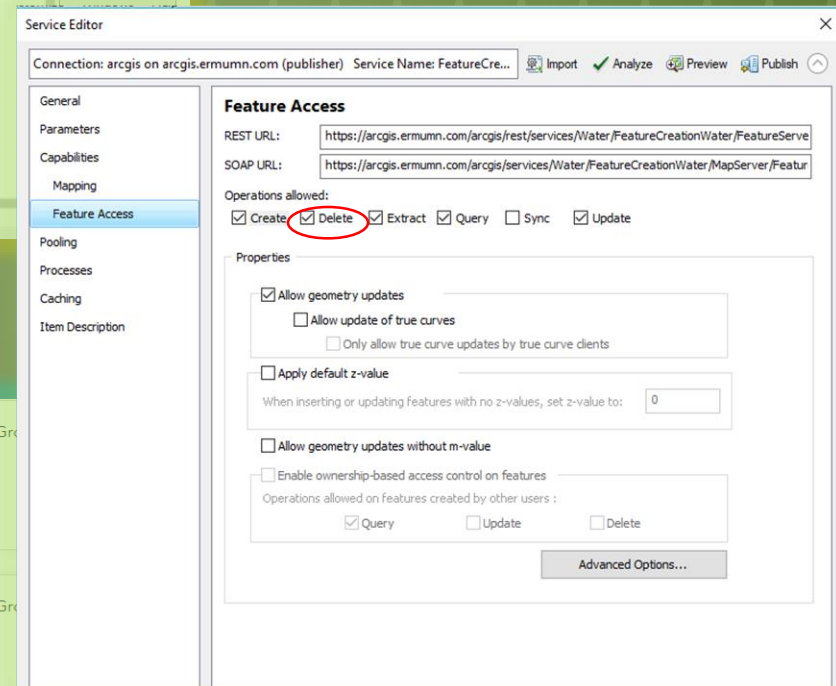 Service Editor
Connection: arcgis on arcgis.ermumn.com (publisher) Service Name: FeatureCre... Import Analyze Preview Publish
General
Parameters
Capabilities
Mapping
Feature Access
Pooling
Processes
Caching
Item Description
Feature Access
REST URL: https://arcgis.ermumn.com/arcgis/rest/services/Water/FeatureCreationWater/FeatureServe
SOAP URL: https://arcgis.ermumn.com/arcgis/services/Water/FeatureCreationWater/MapServer/Featur
Operations allowed:
Create Delete Extract Query Sync Update
Properties
Allow geometry updates
Allow update of true curves
Only allow true curve updates by true curve clients
Apply default z-value
When inserting or updating features with no z-values, set z-value to: 0
Allow geometry updates without m-value
Enable ownership-based access control on features
Operations allowed on features created by other users :
Query Update Delete
Advanced Options...
Gr
Gr